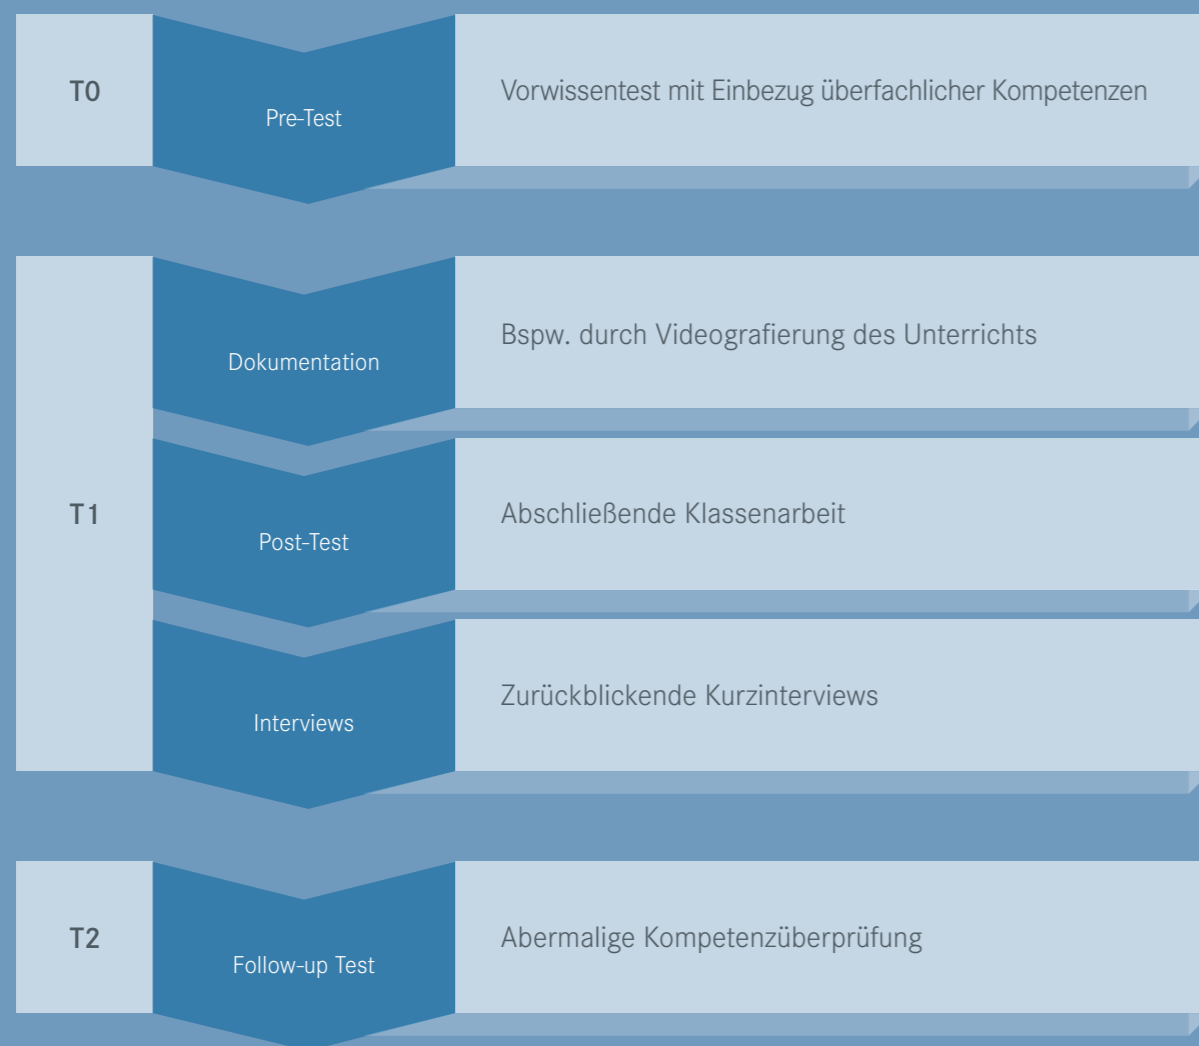 T0
Pre-Test
Vorwissentest mit Einbezug überfachlicher Kompetenzen
T1
Dokumentation
Bspw. durch Videografierung des Unterrichts
Post-Test
Abschließende Klassenarbeit
Interviews
Zurückblickende Kurzinterviews
T2
Follow-up Test
Abermalige Kompetenzüberprüfung